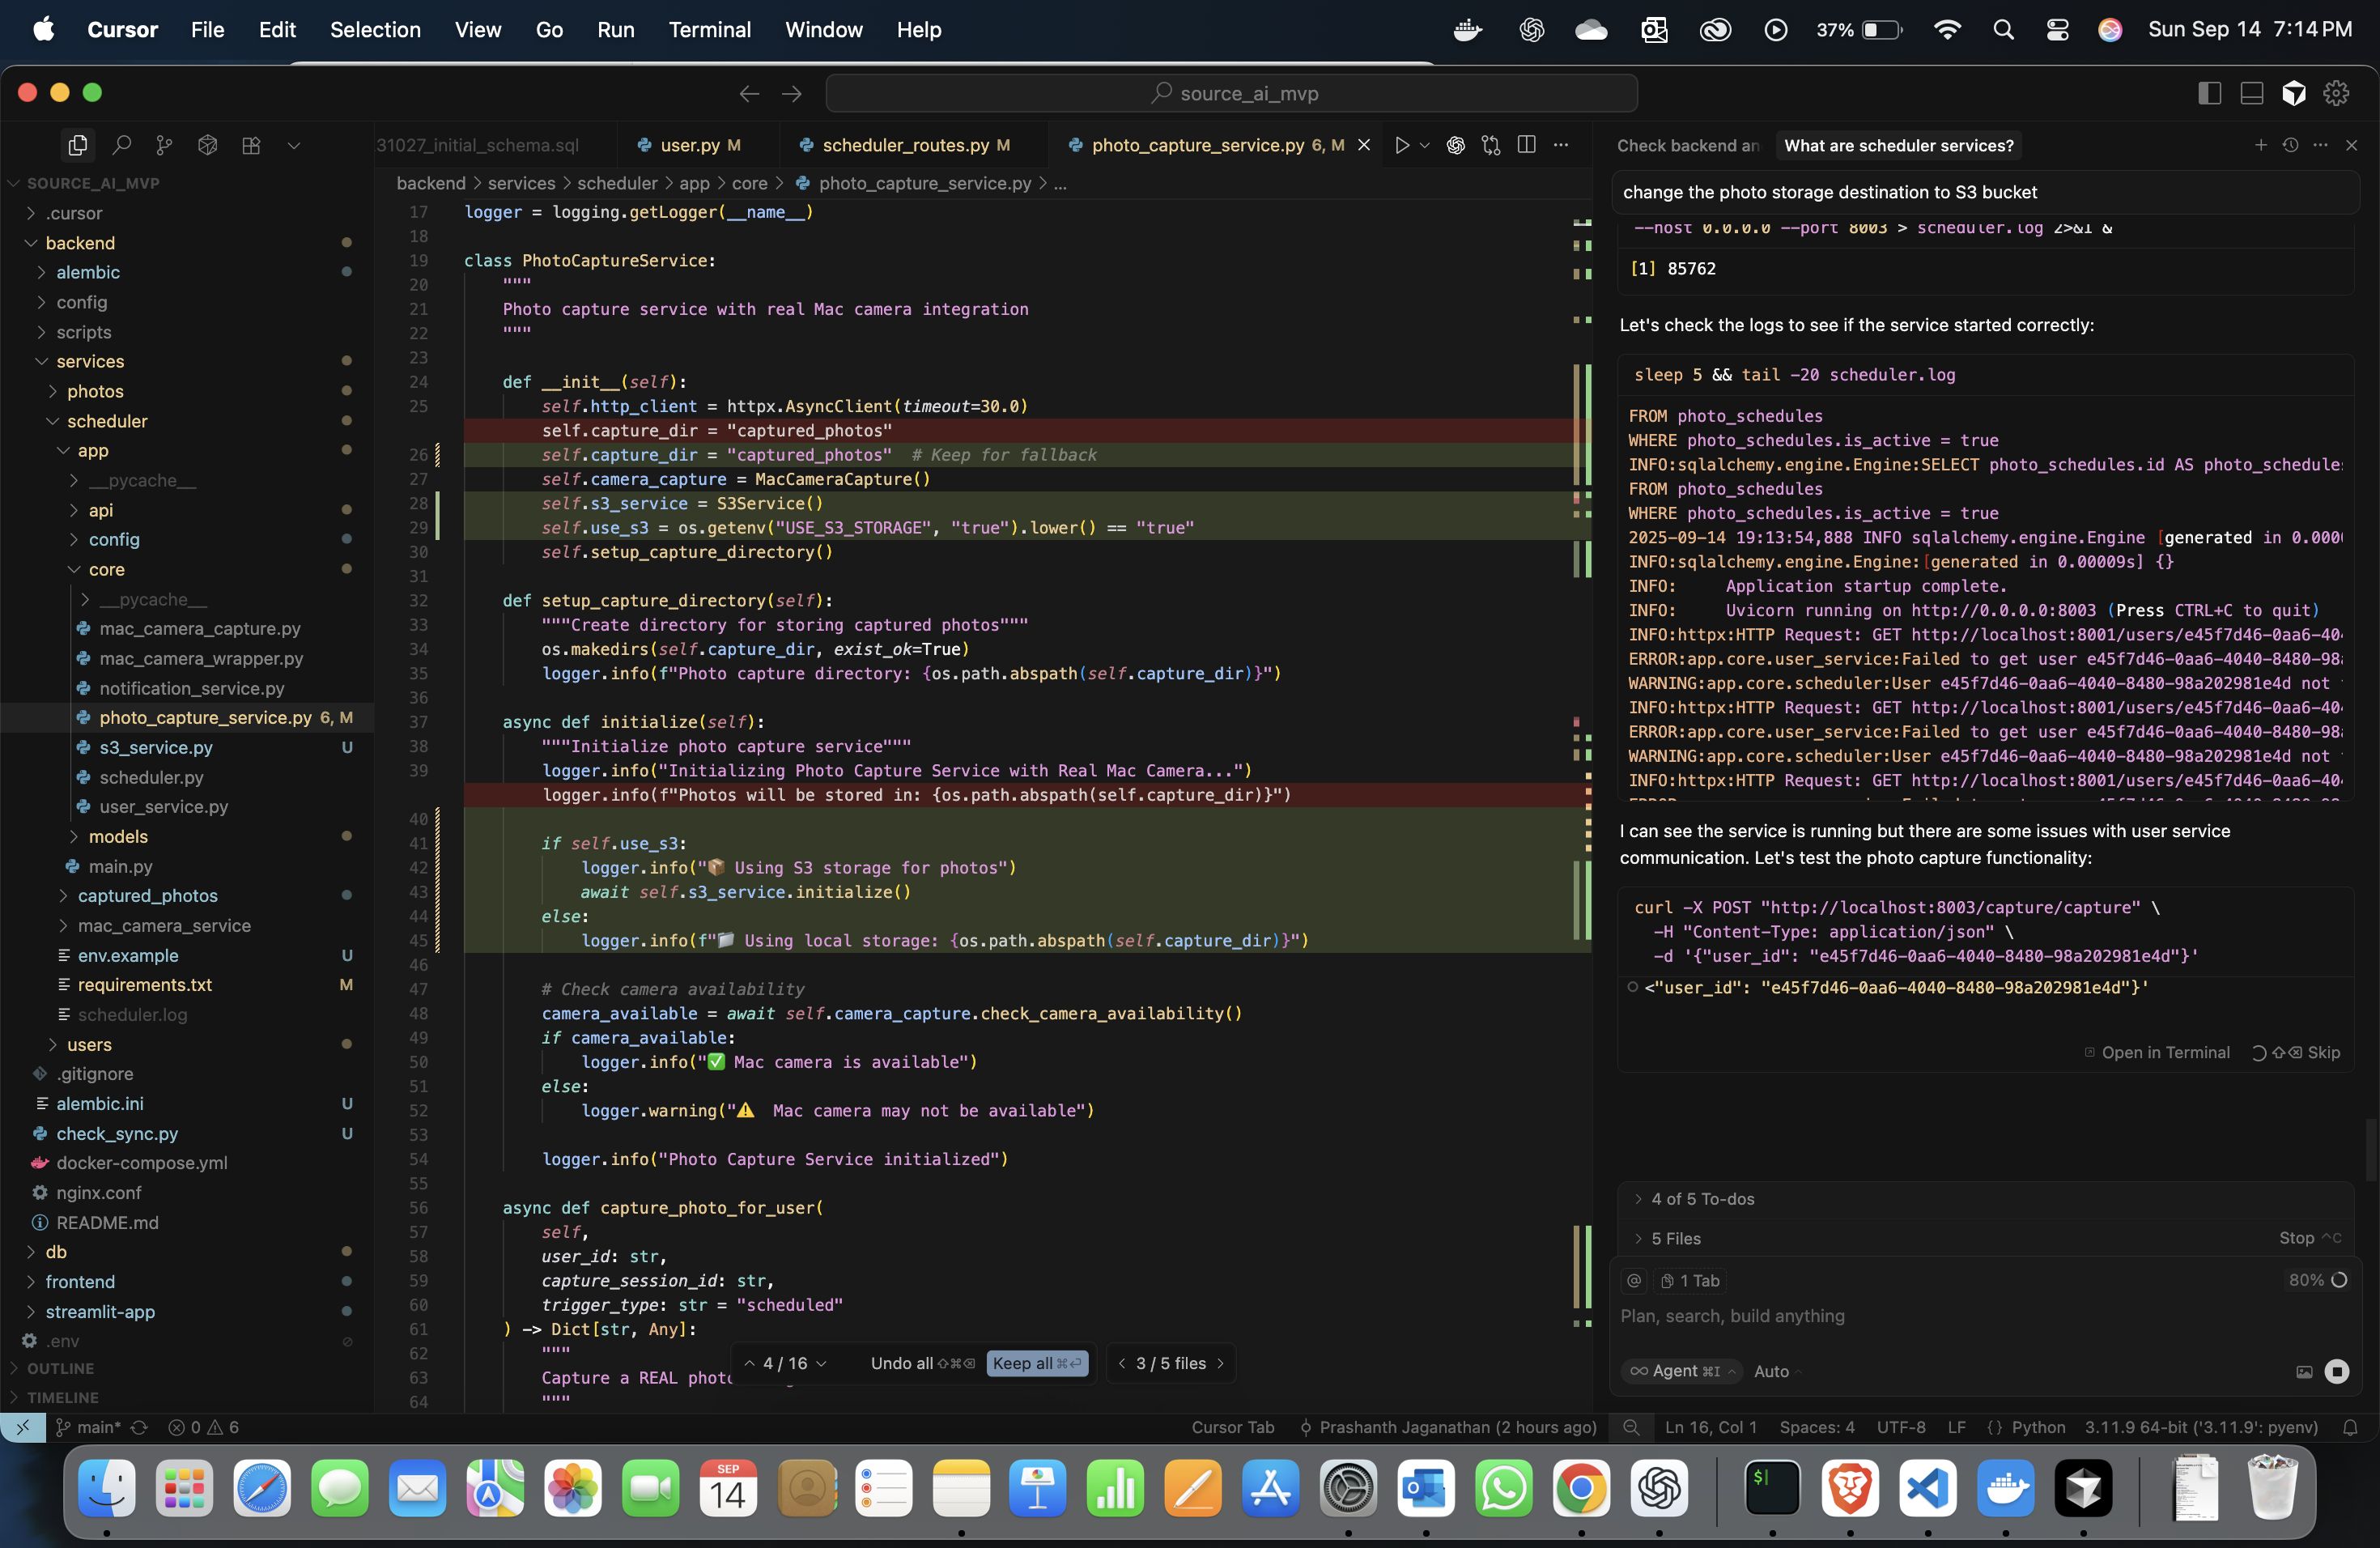 Cursor File Edit Selection View Go Run Terminal Window Help 37% Sun Sep 14 7:14 PM
source_ai_mvp
31027_initial_schema.sql user.py M scheduler_routes.py M photo_capture_service.py 6, M
backend > services > scheduler > app > core > photo_capture_service.py > ...
SOURCE_AI_MVP
.cursor
backend
alembic
config
scripts
services
photos
scheduler
app
__pycache__
api
config
core
__pycache__
mac_camera_capture.py
mac_camera_wrapper.py
notification_service.py
photo_capture_service.py 6, M
s3_service.py U
scheduler.py
user_service.py
models
main.py
captured_photos
mac_camera_service
env.example U
requirements.txt M
scheduler.log
users
.gitignore
alembic.ini U
check_sync.py U
docker-compose.yml
nginx.conf
README.md
db
frontend
streamlit-app
.env
OUTLINE
TIMELINE
17 logger = logging.getLogger(__name__)
18
19 class PhotoCaptureService:
20 """
21 Photo capture service with real Mac camera integration
22 """
23
24 def __init__(self):
25 self.http_client = httpx.AsyncClient(timeout=30.0)
self.capture_dir = "captured_photos"
26 self.capture_dir = "captured_photos"  # Keep for fallback
27 self.camera_capture = MacCameraCapture()
28 self.s3_service = S3Service()
29 self.use_s3 = os.getenv("USE_S3_STORAGE", "true").lower() == "true"
30 self.setup_capture_directory()
31
32 def setup_capture_directory(self):
33 """Create directory for storing captured photos"""
34 os.makedirs(self.capture_dir, exist_ok=True)
35 logger.info(f"Photo capture directory: {os.path.abspath(self.capture_dir)}")
36
37 async def initialize(self):
38 """Initialize photo capture service"""
39 logger.info("Initializing Photo Capture Service with Real Mac Camera...")
logger.info(f"Photos will be stored in: {os.path.abspath(self.capture_dir)}")
40
41 if self.use_s3:
42 logger.info("📦 Using S3 storage for photos")
43 await self.s3_service.initialize()
44 else:
45 logger.info(f"📁 Using local storage: {os.path.abspath(self.capture_dir)}")
46
47 # Check camera availability
48 camera_available = await self.camera_capture.check_camera_availability()
49 if camera_available:
50 logger.info("✅ Mac camera is available")
51 else:
52 logger.warning("⚠️  Mac camera may not be available")
53
54 logger.info("Photo Capture Service initialized")
55
56 async def capture_photo_for_user(
57 self,
58 user_id: str,
59 capture_session_id: str,
60 trigger_type: str = "scheduled"
61 ) -> Dict[str, Any]:
62 """
63 Capture a REAL photo
64 """
4 / 16 Undo all ⇧⌘⌫ Keep all ⌘⏎ < 3 / 5 files >
Check backend an What are scheduler services?
change the photo storage destination to S3 bucket
--host 0.0.0.0 --port 8003 > scheduler.log 2>&1 &
[1] 85762
Let's check the logs to see if the service started correctly:
sleep 5 && tail -20 scheduler.log
FROM photo_schedules
WHERE photo_schedules.is_active = true
INFO:sqlalchemy.engine.Engine:SELECT photo_schedules.id AS photo_schedules
FROM photo_schedules
WHERE photo_schedules.is_active = true
2025-09-14 19:13:54,888 INFO sqlalchemy.engine.Engine [generated in 0.000
INFO:sqlalchemy.engine.Engine:[generated in 0.00009s] {}
INFO:     Application startup complete.
INFO:     Uvicorn running on http://0.0.0.0:8003 (Press CTRL+C to quit)
INFO:httpx:HTTP Request: GET http://localhost:8001/users/e45f7d46-0aa6-404
ERROR:app.core.user_service:Failed to get user e45f7d46-0aa6-4040-8480-98a
WARNING:app.core.scheduler:User e45f7d46-0aa6-4040-8480-98a202981e4d not
INFO:httpx:HTTP Request: GET http://localhost:8001/users/e45f7d46-0aa6-404
ERROR:app.core.user_service:Failed to get user e45f7d46-0aa6-4040-8480-98a
WARNING:app.core.scheduler:User e45f7d46-0aa6-4040-8480-98a202981e4d not
INFO:httpx:HTTP Request: GET http://localhost:8001/users/e45f7d46-0aa6-404
I can see the service is running but there are some issues with user service
communication. Let's test the photo capture functionality:
curl -X POST "http://localhost:8003/capture/capture" \
-H "Content-Type: application/json" \
-d '{"user_id": "e45f7d46-0aa6-4040-8480-98a202981e4d"}'
<"user_id": "e45f7d46-0aa6-4040-8480-98a202981e4d"}'
Open in Terminal ⇧⌫ Skip
4 of 5 To-dos
5 Files Stop ^C
@ 1 Tab 80%
Plan, search, build anything
∞ Agent ⌘I Auto
main* 0 6 Cursor Tab Prashanth Jaganathan (2 hours ago) Ln 16, Col 1 Spaces: 4 UTF-8 LF {} Python 3.11.9 64-bit ('3.11.9': pyenv)
SEP
14
$